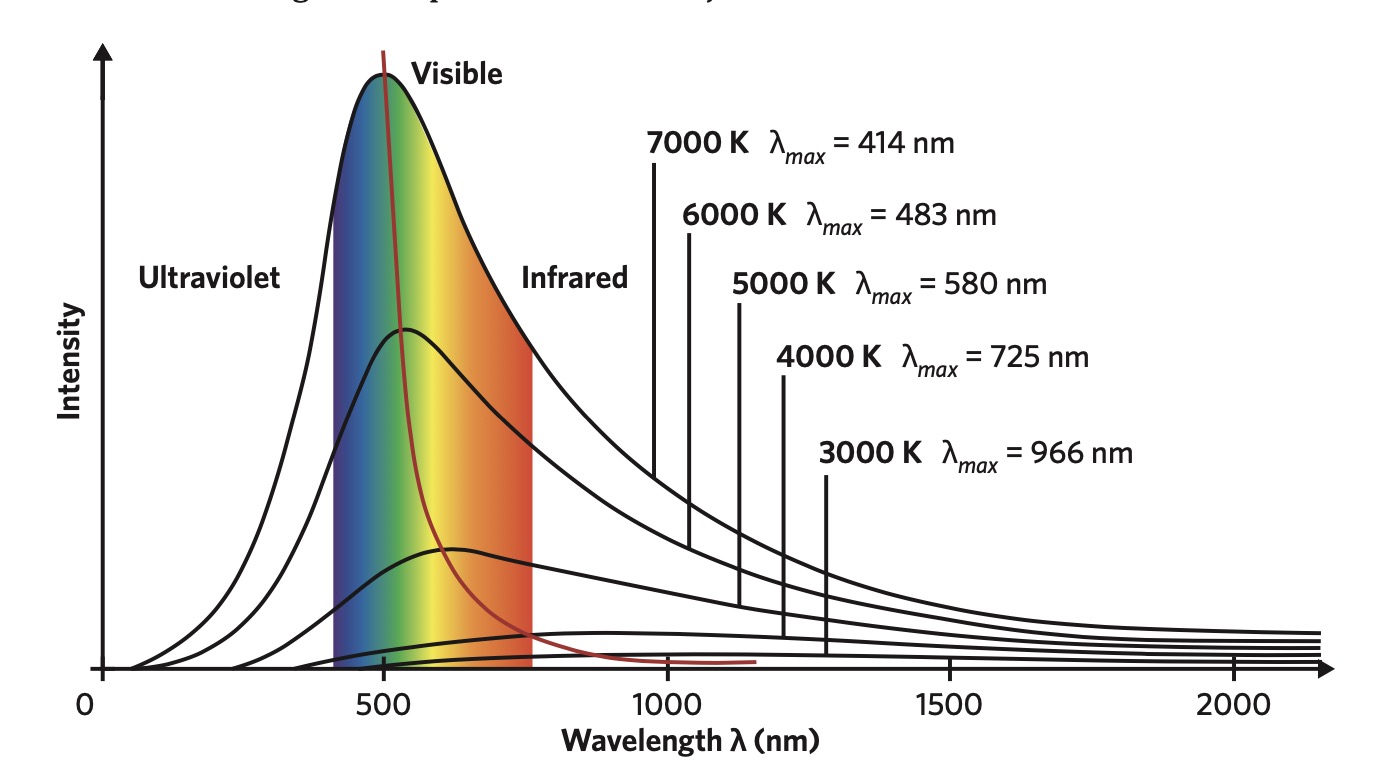 Visible
7000 K λmax = 414 nm
6000 K λmax = 483 nm
Ultraviolet
Infrared
5000 K λmax = 580 nm
4000 K λmax = 725 nm
3000 K λmax = 966 nm
Intensity
0
500
1000
1500
2000
Wavelength λ (nm)